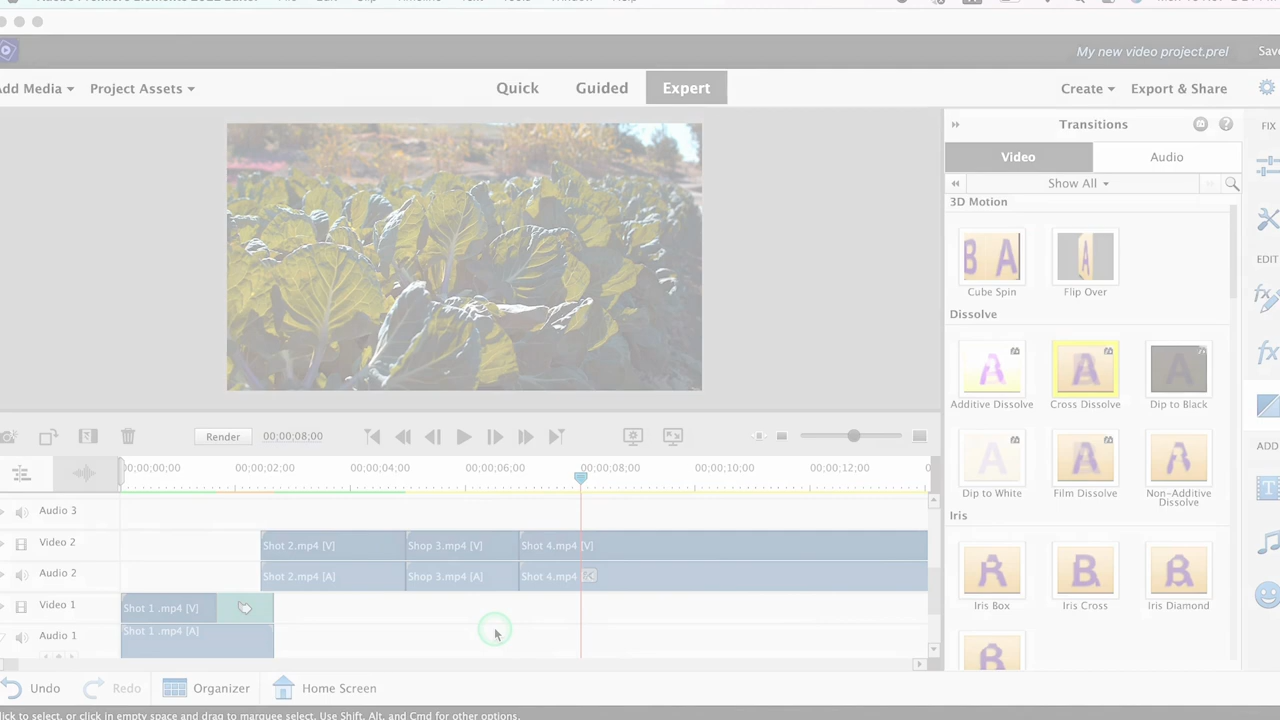 Adobe Premiere Elements 2022 Editor File Edit Clip Timeline Text Tools Window Help
My new video project.prel Save
Add Media Project Assets Quick Guided Expert Create Export & Share
Transitions FIX
Video Audio
Show All
3D Motion
Cube Spin Flip Over EDIT
Dissolve
Additive Dissolve Cross Dissolve Dip to Black
Render 00;00;08;00
ADD
;00;00;00;00 00;00;02;00 00;00;04;00 00;00;06;00 00;00;08;00 00;00;10;00 00;00;12;00
Dip to White Film Dissolve Non-Additive
Dissolve
Audio 3
Iris
Video 2 Shot 2.mp4 [V] Shop 3.mp4 [V] Shot 4.mp4 [V]
Audio 2 Shot 2.mp4 [A] Shop 3.mp4 [A] Shot 4.mp4
Video 1 Shot 1 .mp4 [V]
Iris Box Iris Cross Iris Diamond
Audio 1 Shot 1 .mp4 [A]
Undo Redo Organizer Home Screen
Click to select, or click in empty space and drag to marquee select. Use Shift, Alt, and Cmd for other options.